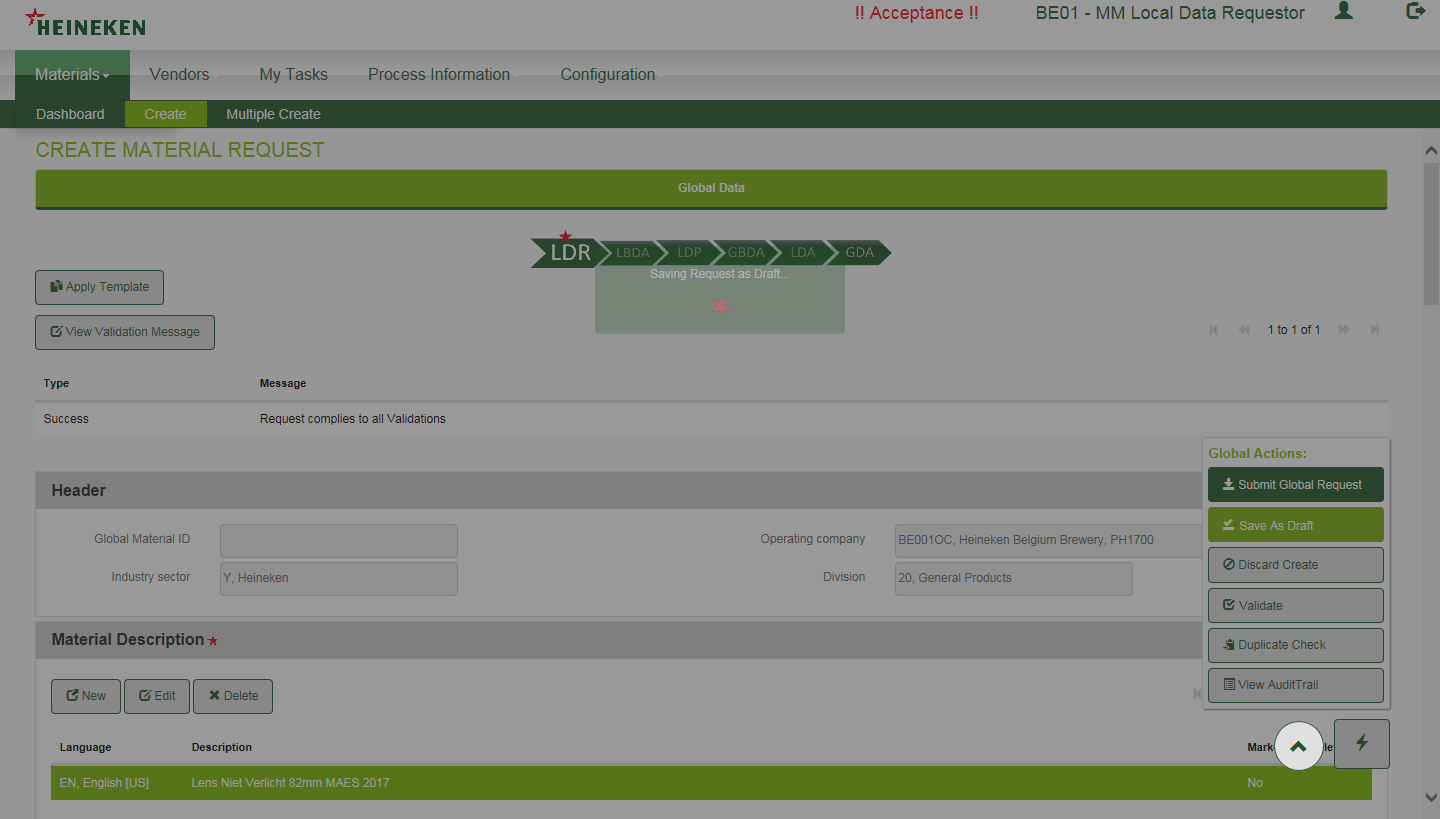 HEINEKEN
!! Acceptance !!
BE01 - MM Local Data Requestor
Materials
Vendors
My Tasks
Process Information
Configuration
Dashboard
Create
Multiple Create
CREATE MATERIAL REQUEST
Global Data
LDR
LBDA
LDP
GBDA
LDA
GDA
Saving Request as Draft...
Apply Template
View Validation Message
1 to 1 of 1
Type
Message
Success
Request complies to all Validations
Global Actions:
Submit Global Request
Save As Draft
Discard Create
Validate
Duplicate Check
View AuditTrail
Header
Global Material ID
Operating company
BE001OC, Heineken Belgium Brewery, PH1700
Industry sector
Y, Heineken
Division
20, General Products
Material Description
New
Edit
Delete
Language
Description
EN, English [US]
Lens Niet Verlicht 82mm MAES 2017
No